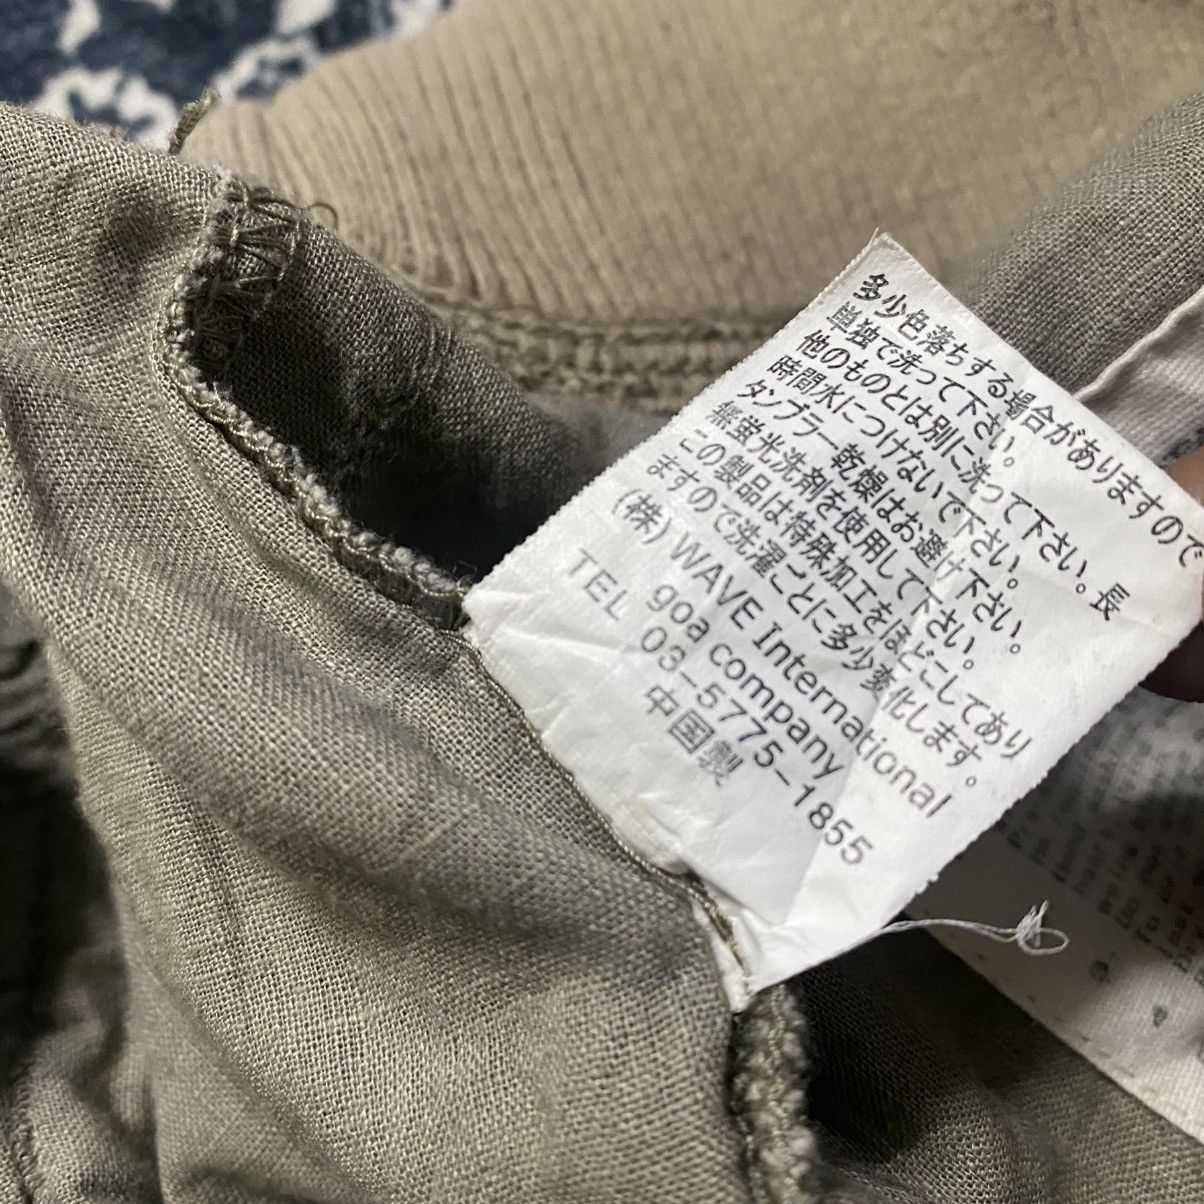 多少色落ちする場合がありますので
単独で洗って下さい。
他のものとは別に洗って下さい。長
時間水につけないで下さい。
タンブラー乾燥はお避け下さい。
無蛍光洗剤を使用して下さい。
この製品は特殊加工をほどこしてあり
ますので洗濯ごとに多少変化します。
(株) WAVE International
goa company
TEL 03-5775-1855
中国製